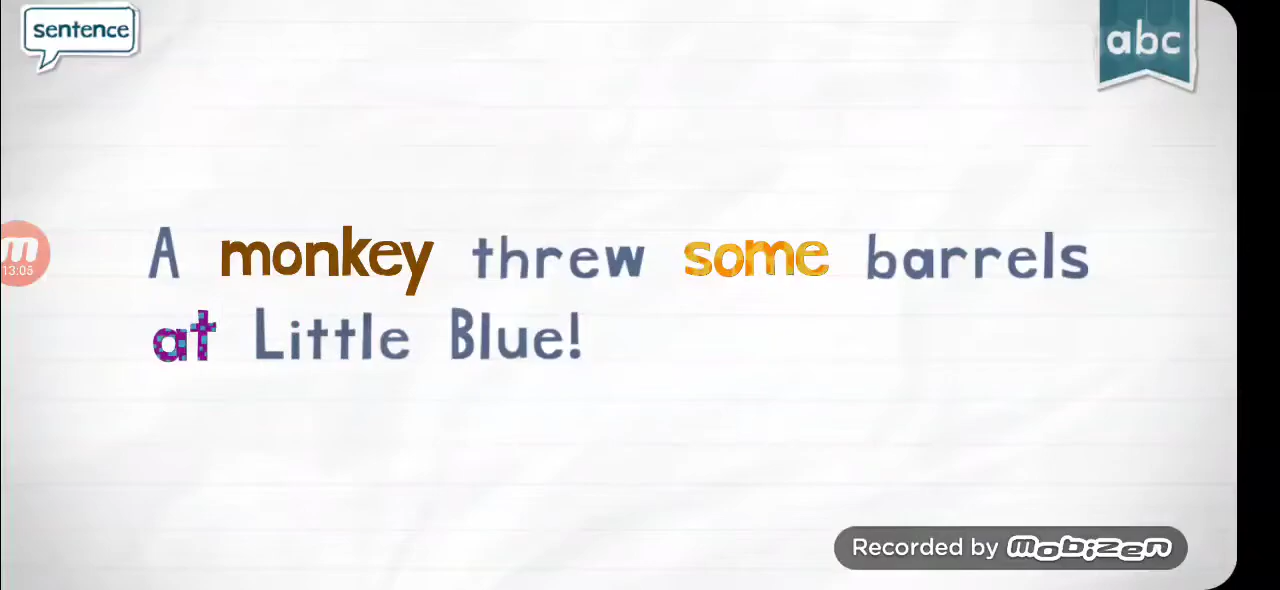 sentence
abc
A monkey threw some barrels
at Little Blue!
m
13:05
Recorded by mobizen